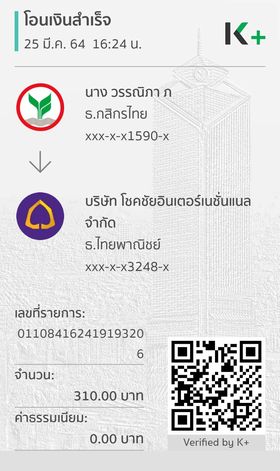 โอนเงินสำเร็จ
25 มี.ค. 64 16:24 น.
K+
นาง วรรณิภา ภ
ธ.กสิกรไทย
xxx-x-x1590-x
บริษัท โชคชัยอินเตอร์เนชั่นแนล
จำกัด
ธ.ไทยพาณิชย์
xxx-x-x3248-x
เลขที่รายการ:
01108416241919320
6
จำนวน:
310.00 บาท
ค่าธรรมเนียม:
0.00 บาท
Verified by K+